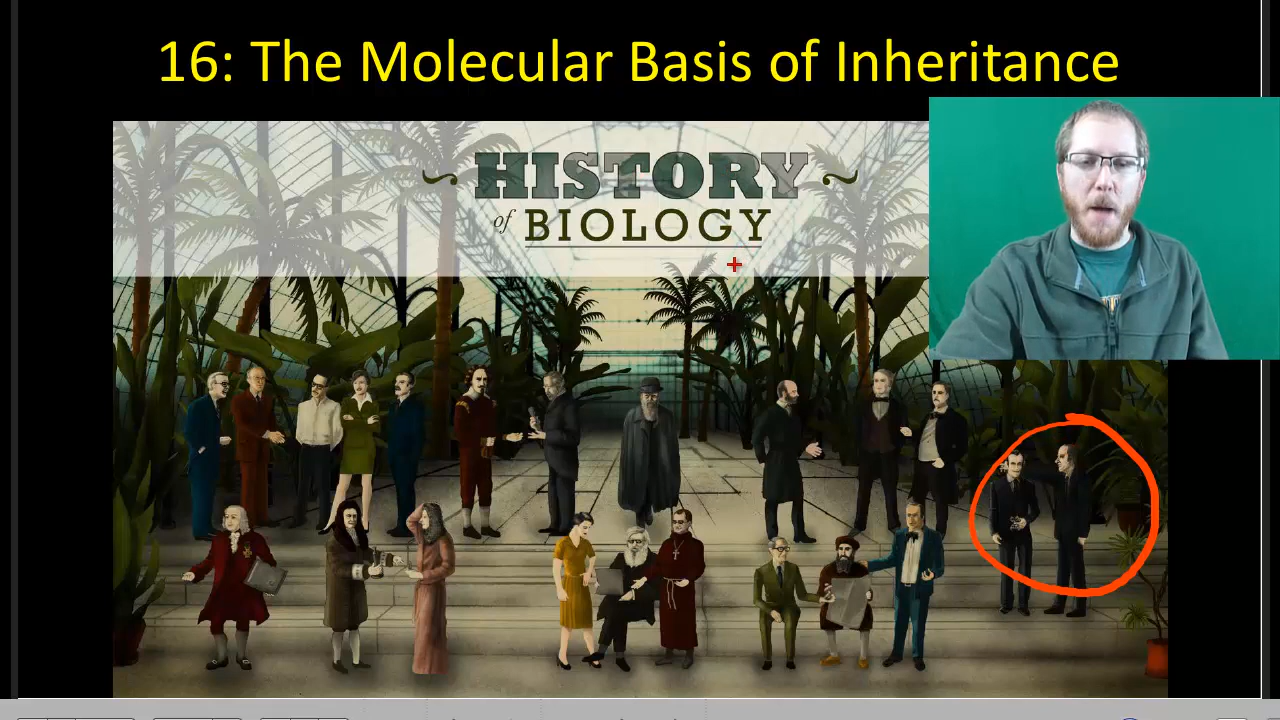 16: The Molecular Basis of Inheritance
HISTORY
of BIOLOGY